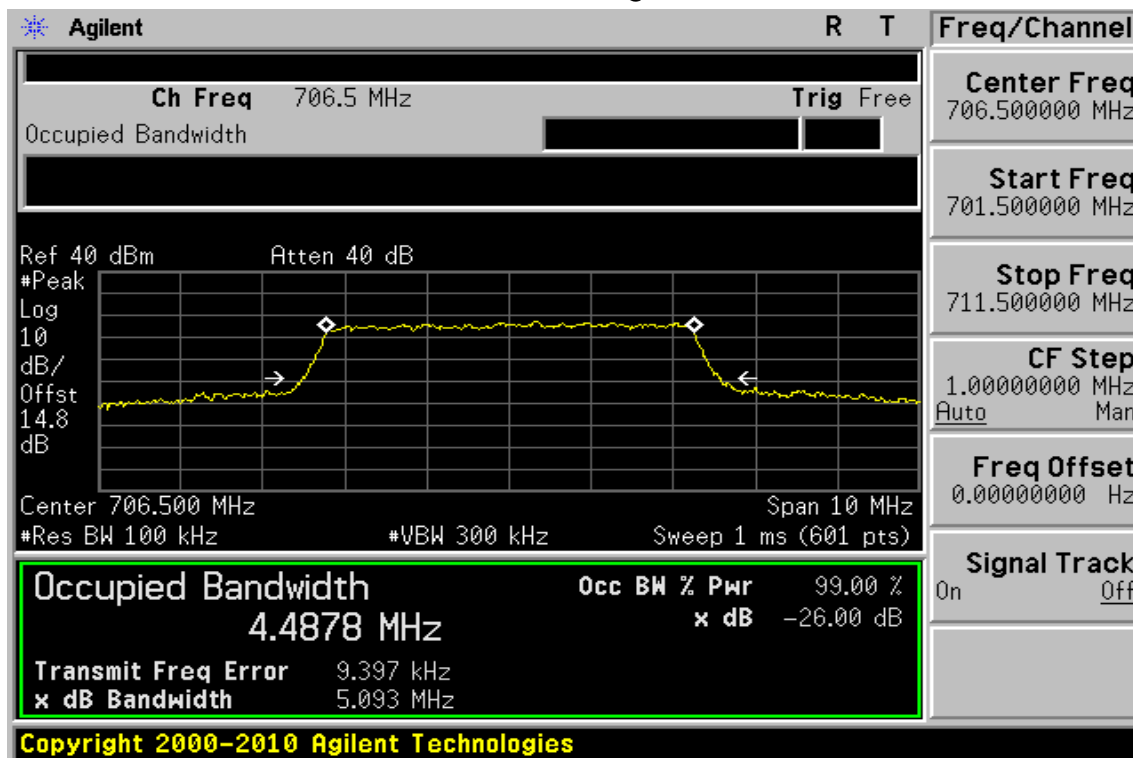 Agilent R T Freq/Channel
Ch Freq 706.5 MHz Trig Free
Occupied Bandwidth
Center Freq
706.500000 MHz
Start Freq
701.500000 MHz
Stop Freq
711.500000 MHz
CF Step
1.00000000 MHz
Auto Man
Freq Offset
0.00000000 Hz
Signal Track
On Off
Ref 40 dBm Atten 40 dB
#Peak
Log
10
dB/
Offst
14.8
dB
Center 706.500 MHz Span 10 MHz
#Res BW 100 kHz #VBW 300 kHz Sweep 1 ms (601 pts)
Occupied Bandwidth Occ BW % Pwr 99.00 %
4.4878 MHz x dB -26.00 dB
Transmit Freq Error 9.397 kHz
x dB Bandwidth 5.093 MHz
Copyright 2000-2010 Agilent Technologies